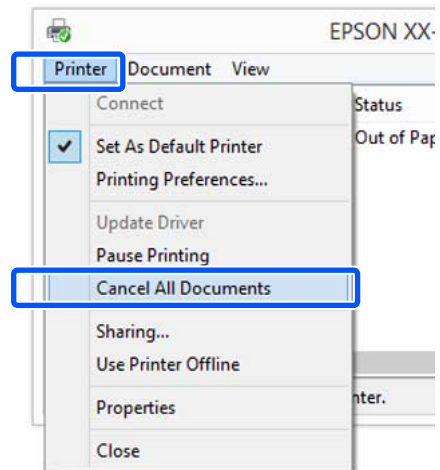 EPSON XX-
Printer Document View
Connect
Status
Set As Default Printer
Out of Pap
Printing Preferences...
Update Driver
Pause Printing
Cancel All Documents
Sharing...
Use Printer Offline
Properties
nter.
Close